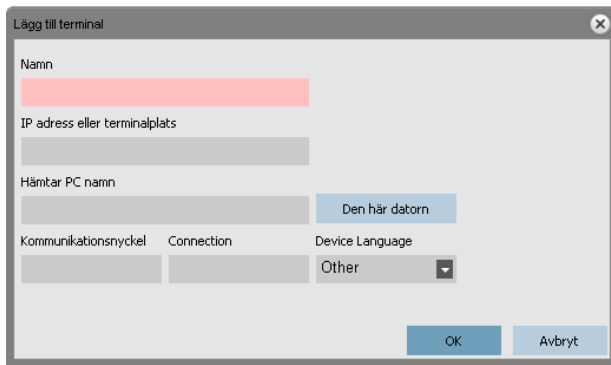 Lägg till terminal
Namn
IP adress eller terminalplats
Hämtar PC namn
Den här datorn
Kommunikationsnyckel Connection Device Language
Other
OK Avbryt